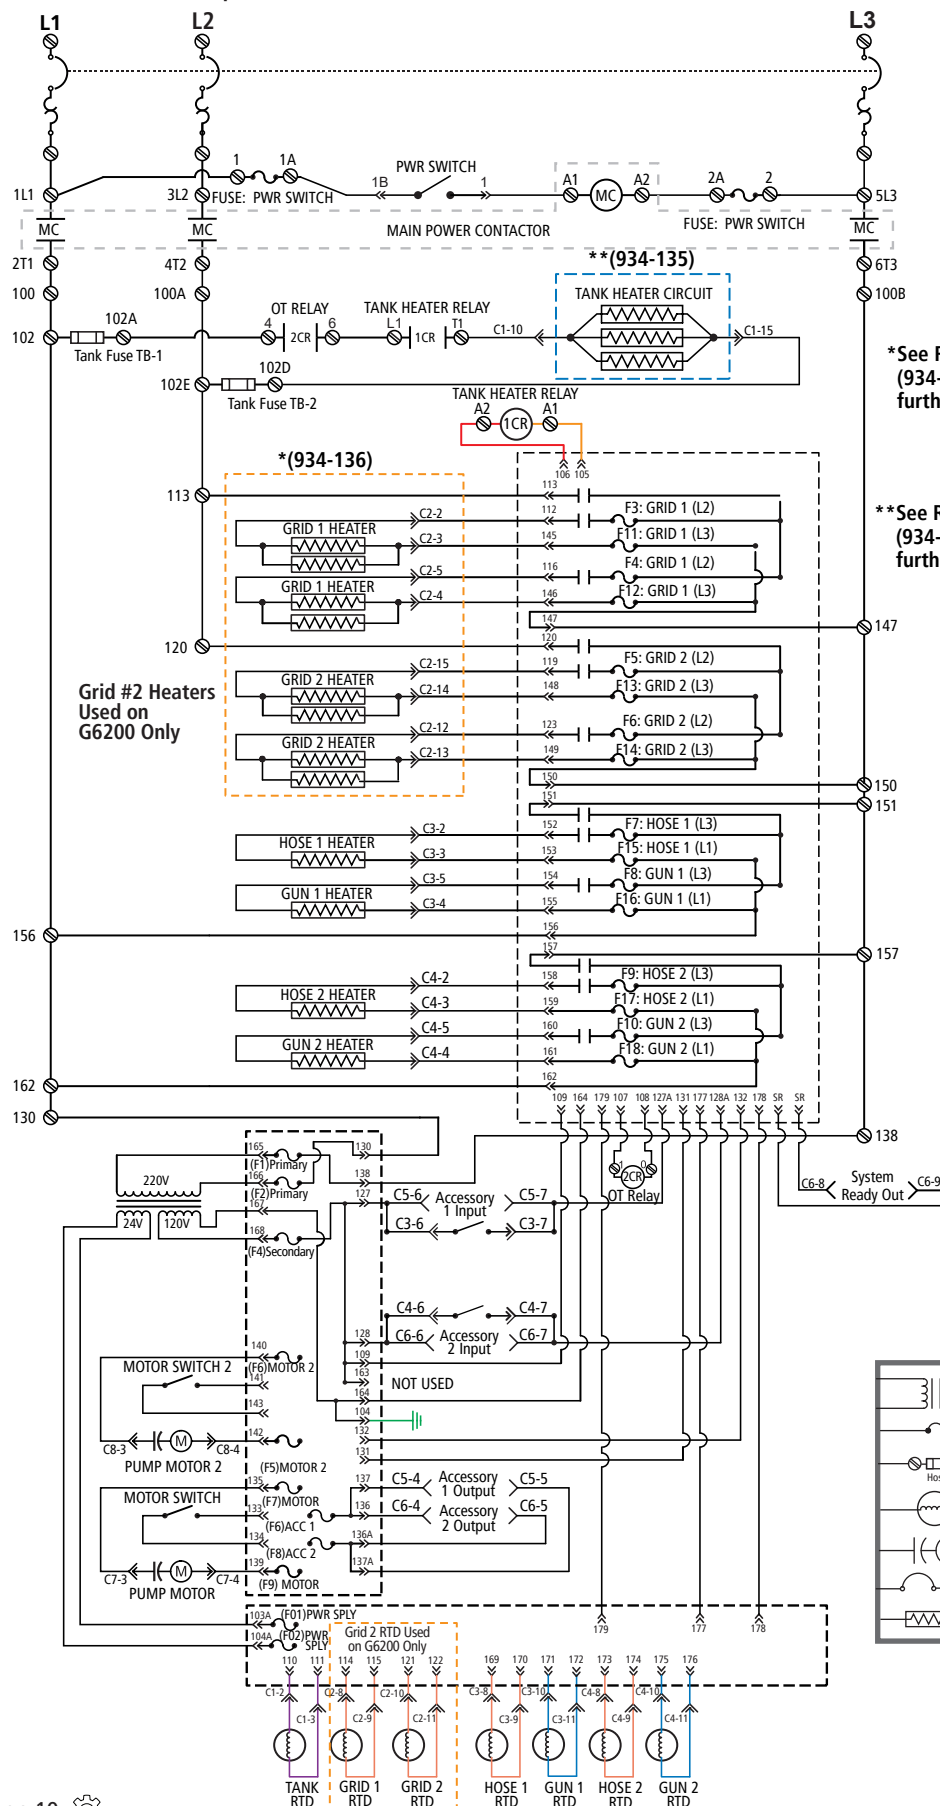 L1
L2
L3
1
1A
1B
PWR SWITCH
1
A1
MC
A2
2A
2
1L1
3L2
FUSE: PWR SWITCH
5L3
FUSE: PWR SWITCH
MC
MC
MAIN POWER CONTACTOR
MC
2T1
4T2
6T3
**(934-135)
100
100A
100B
TANK HEATER CIRCUIT
102A
OT RELAY
TANK HEATER RELAY
102
4
2CR
6
L1
1CR
T1
C1-10
C1-15
Tank Fuse TB-1
102D
102E
Tank Fuse TB-2
*See R
(934-
furth
TANK HEATER RELAY
A2
1CR
A1
*(934-136)
106
105
113
113
C2-2
112
F3: GRID 1 (L2)
**See R
(934-
furth
GRID 1 HEATER
C2-3
145
F11: GRID 1 (L3)
C2-5
116
F4: GRID 1 (L2)
GRID 1 HEATER
C2-4
146
F12: GRID 1 (L3)
147
147
120
120
C2-15
119
F5: GRID 2 (L2)
GRID 2 HEATER
C2-14
148
F13: GRID 2 (L3)
Grid #2 Heaters
Used on
G6200 Only
C2-12
123
F6: GRID 2 (L2)
GRID 2 HEATER
C2-13
149
F14: GRID 2 (L3)
150
150
151
151
C3-2
152
F7: HOSE 1 (L3)
HOSE 1 HEATER
C3-3
153
F15: HOSE 1 (L1)
C3-5
154
F8: GUN 1 (L3)
GUN 1 HEATER
C3-4
155
F16: GUN 1 (L1)
156
156
157
157
C4-2
158
F9: HOSE 2 (L3)
HOSE 2 HEATER
C4-3
159
F17: HOSE 2 (L1)
C4-5
160
F10: GUN 2 (L3)
GUN 2 HEATER
C4-4
161
F18: GUN 2 (L1)
162
162
109 164 179 107 108 127A 131 177 128A 132 178 SR SR
130
165
130
138
(F1)Primary
1
0
2CR
OT Relay
220V
166
138
(F2)Primary
127
C5-6
Accessory
1 Input
C5-7
C6-8
System
Ready Out
C6-9
167
24V
120V
C3-6
C3-7
168
(F4)Secondary
C4-6
C4-7
128
C6-6
Accessory
2 Input
C6-7
140
109
MOTOR SWITCH 2
(F6)MOTOR 2
163
NOT USED
141
164
143
104
132
C8-3
M
C8-4
142
131
PUMP MOTOR 2
(F5)MOTOR 2
135
137
C5-4
Accessory
1 Output
C5-5
MOTOR SWITCH
(F7)MOTOR
133
136
C6-4
Accessory
2 Output
C6-5
(F6)ACC 1
134
136A
(F8)ACC 2
139
137A
C7-3
M
C7-4
(F9) MOTOR
PUMP MOTOR
Hos
103A
(F01)PWR SPLY
104A
(F02)PWR
SPLY
Grid 2 RTD Used
on G6200 Only
179
177
178
110 111 114 115 121 122 169 170 171 172 173 174 175 176
C1-2
C2-8
C2-10
C3-8
C3-10
C4-8
C4-10
C1-3
C2-9
C2-11
C3-9
C3-11
C4-9
C4-11
TANK
RTD
GRID 1
RTD
GRID 2
RTD
HOSE 1
RTD
GUN 1
RTD
HOSE 2
RTD
GUN 2
RTD